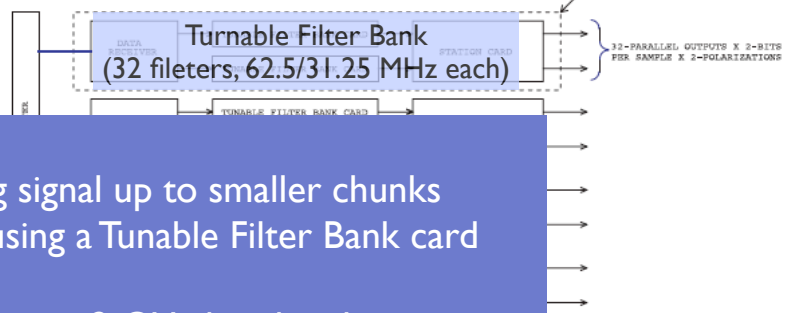 Turnable Filter Bank
(32 fileters, 62.5/31.25 MHz each)
DATA
RECEIVER
STATION CARD
32-PARALLEL OUTPUTS X 2-BITS
PER SAMPLE X 2-POLARIZATIONS
TUNABLE FILTER BANK CARD
signal up to smaller chunks
using a Tunable Filter Bank card